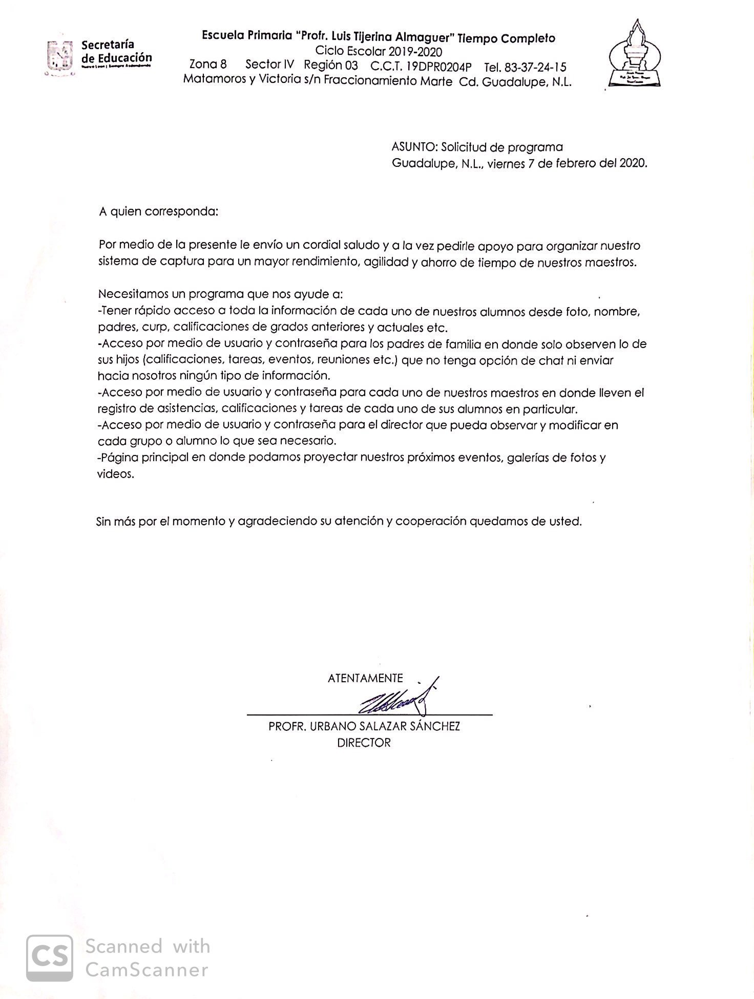 Secretaría
de Educación
Escuela Primaria “Profr. Luis Tijerina Almaguer” Tiempo Completo
Ciclo Escolar 2019-2020
Zona 8 Sector IV Región 03 C.C.T. 19DPR0204P Tel. 83-37-24-15
Matamoros y Victoria s/n Fraccionamiento Marte Cd. Guadalupe, N.L.
ASUNTO: Solicitud de programa
Guadalupe, N.L., viernes 7 de febrero del 2020.
A quien corresponda:
Por medio de la presente le envío un cordial saludo y a la vez pedirle apoyo para organizar nuestro
sistema de captura para un mayor rendimiento, agilidad y ahorro de tiempo de nuestros maestros.
Necesitamos un programa que nos ayude a:
-Tener rápido acceso a toda la información de cada uno de nuestros alumnos desde foto, nombre,
padres, curp, calificaciones de grados anteriores y actuales etc.
-Acceso por medio de usuario y contraseña para los padres de familia en donde solo observen lo de
sus hijos (calificaciones, tareas, eventos, reuniones etc.) que no tenga opción de chat ni enviar
hacia nosotros ningún tipo de información.
-Acceso por medio de usuario y contraseña para cada uno de nuestros maestros en donde lleven el
registro de asistencias, calificaciones y tareas de cada uno de sus alumnos en particular.
-Acceso por medio de usuario y contraseña para el director que pueda observar y modificar en
cada grupo o alumno lo que sea necesario.
-Página principal en donde podamos proyectar nuestros próximos eventos, galerías de fotos y
videos.
Sin más por el momento y agradeciendo su atención y cooperación quedamos de usted.
ATENTAMENTE
PROFR. URBANO SALAZAR SÁNCHEZ
DIRECTOR
CS Scanned with
CamScanner